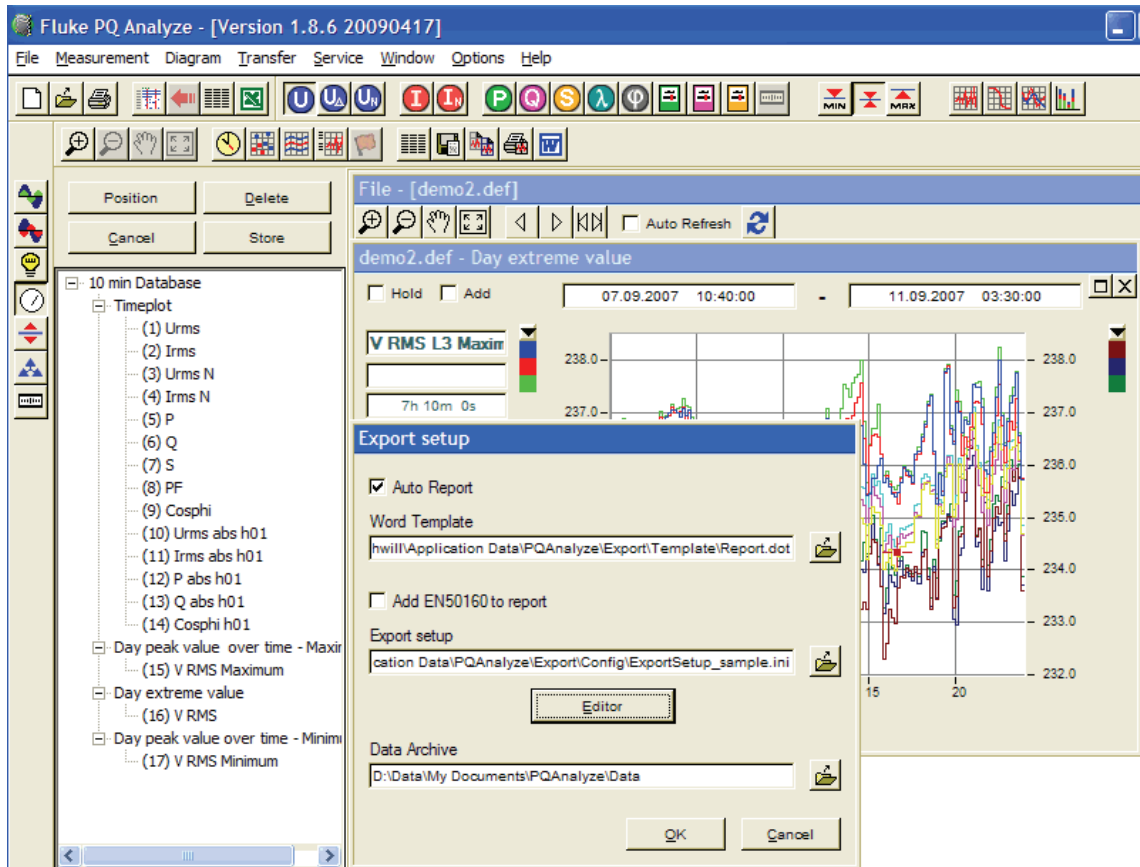 Fluke PQ Analyze - [Version 1.8.6 20090417]
File Measurement Diagram Transfer Service Window Options Help
U UΔ UN I IN P Q S λ φ MIN MAX
W
Position Delete
Cancel Store
10 min Database
Timeplot
(1) Urms
(2) Irms
(3) Urms N
(4) Irms N
(5) P
(6) Q
(7) S
(8) PF
(9) Cosphi
(10) Urms abs h01
(11) Irms abs h01
(12) P abs h01
(13) Q abs h01
(14) Cosphi h01
Day peak value over time - Maxir
(15) V RMS Maximum
Day extreme value
(16) V RMS
Day peak value over time - Minim
(17) V RMS Minimum
File - [demo2.def]
Auto Refresh
demo2.def - Day extreme value
Hold Add 07.09.2007 10:40:00 - 11.09.2007 03:30:00
V RMS L3 Maxim
7h 10m 0s
238.0
237.0
238.0
237.0
236.0
235.0
234.0
233.0
232.0
15 20
Export setup
Auto Report
Word Template
hwill\Application Data\PQAnalyze\Export\Template\Report.dot
Add EN50160 to report
Export setup
cation Data\PQAnalyze\Export\Config\ExportSetup_sample.ini
Editor
Data Archive
D:\Data\My Documents\PQAnalyze\Data
OK Cancel